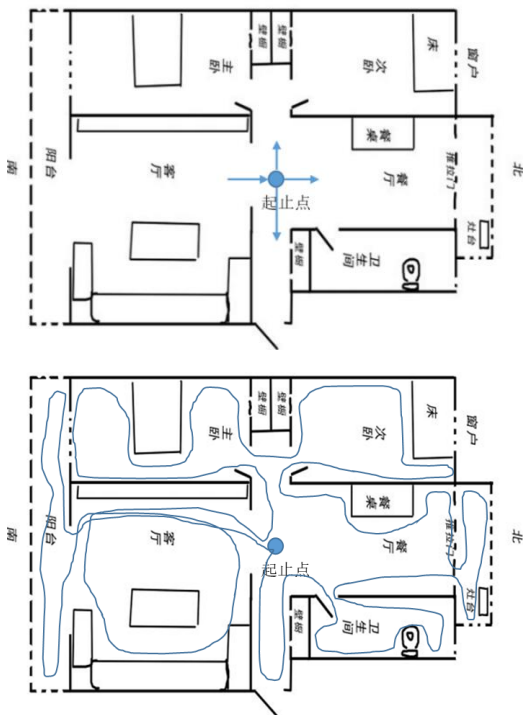 壁橱
壁橱
主卧
次卧
床
窗户
南
阳台
客厅
餐桌
餐厅
推拉门
北
起止点
壁橱
卫生间
灶台
壁橱
壁橱
主卧
次卧
床
窗户
南
阳台
客厅
餐桌
餐厅
推拉门
北
起止点
壁橱
卫生间
灶台